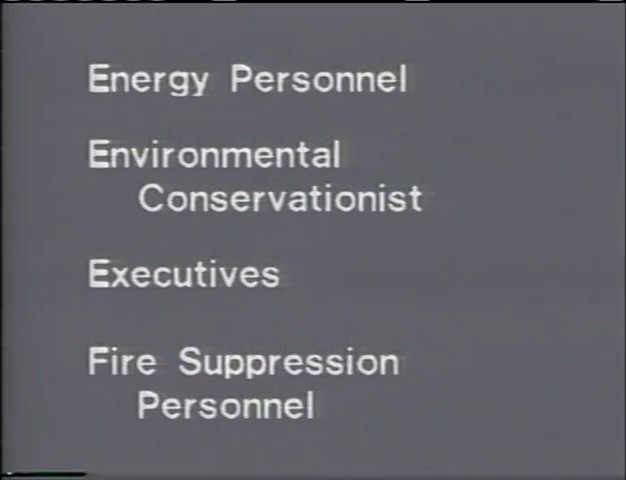 Energy Personnel
Environmental
Conservationist
Executives
Fire Suppression
Personnel